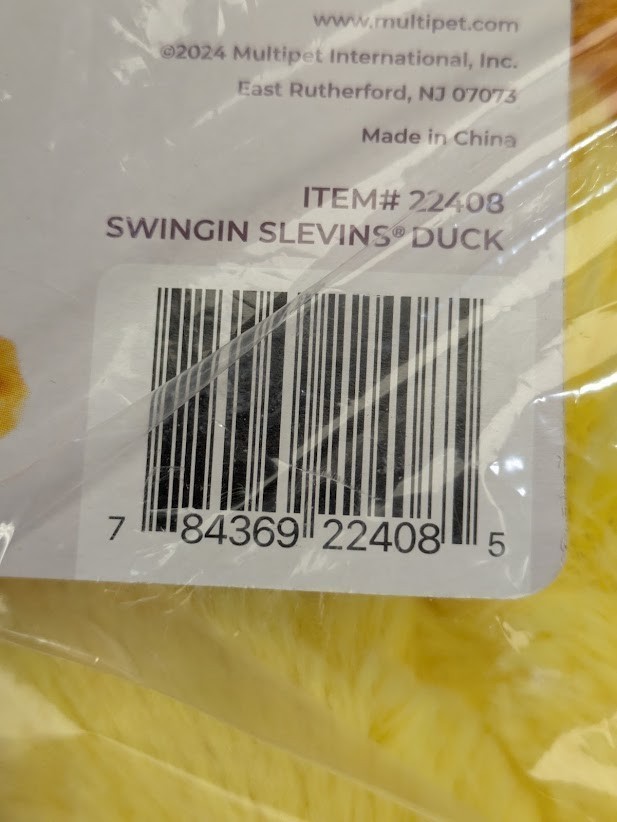 www.multipet.com
©2024 Multipet International, Inc.
East Rutherford, NJ 07073
Made in China
ITEM# 22408
SWINGIN SLEVINS® DUCK
7 84369 22408 5